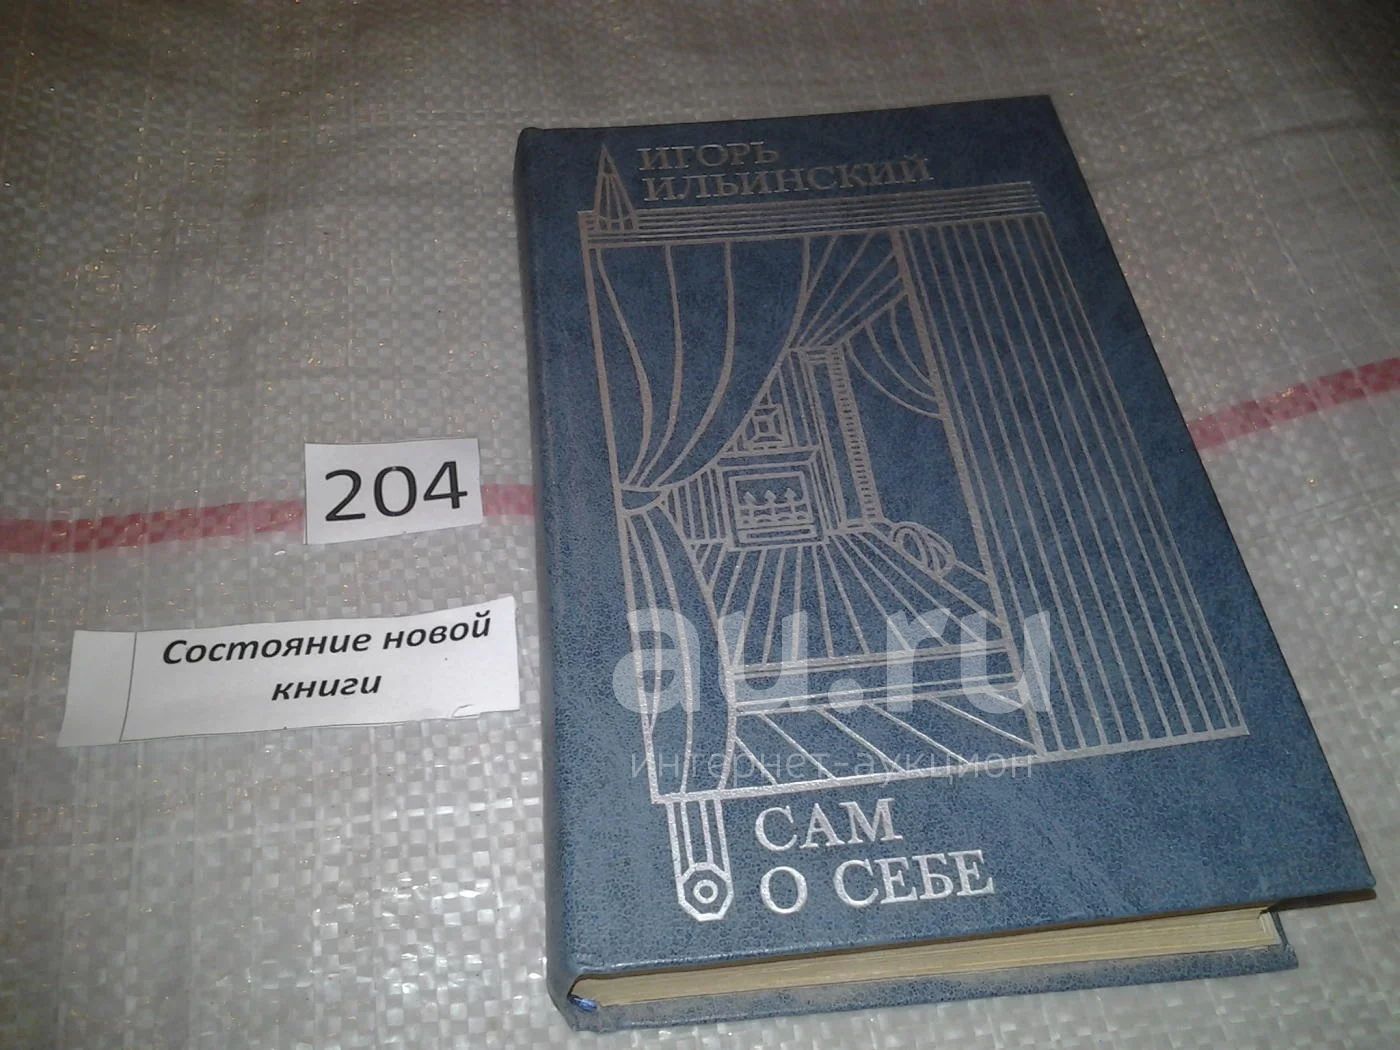 ИГОРЬ
ИЛЬИНСКИЙ
204
Состояние новой
книги
au.ru
интернет-аукцион
САМ
О СЕБЕ